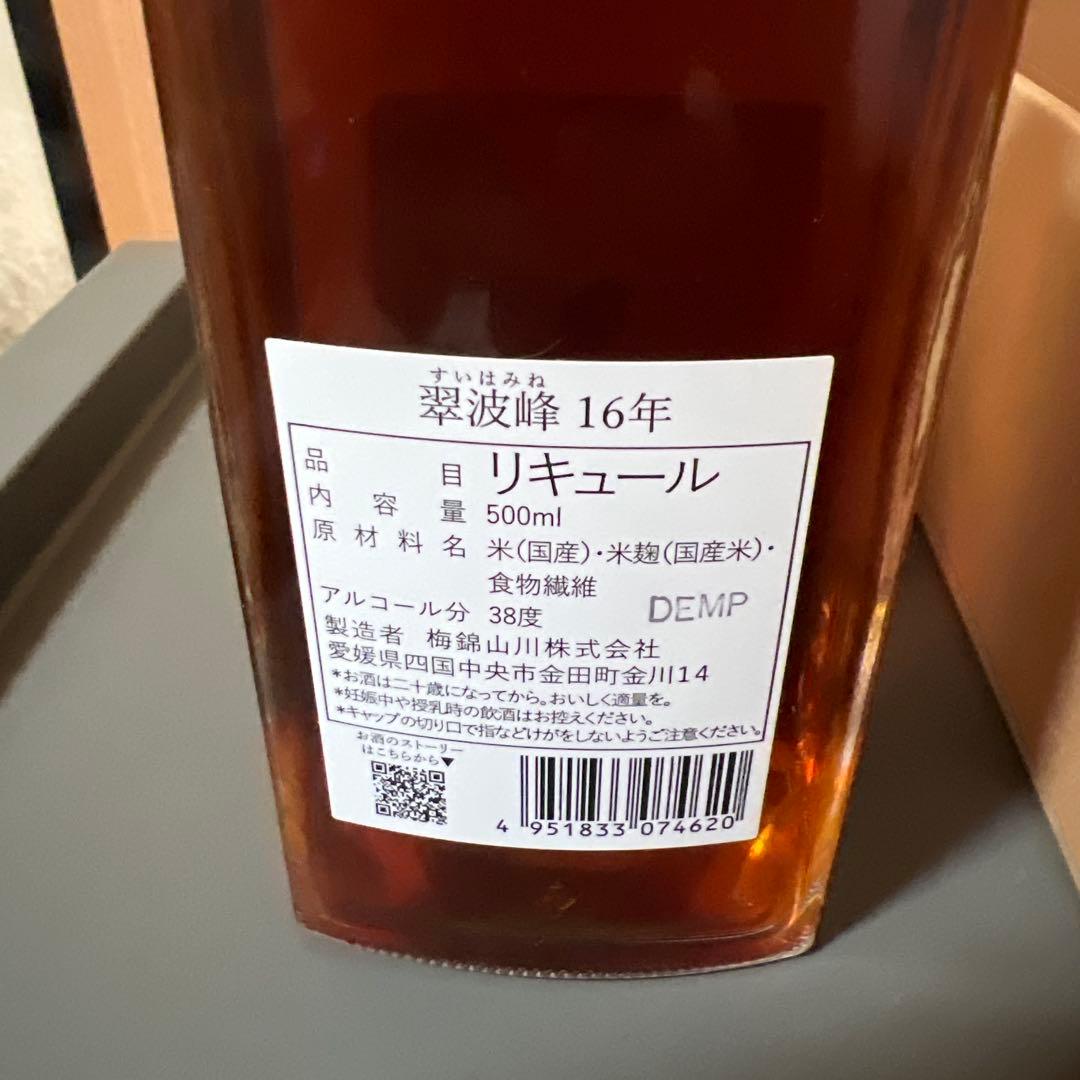 すいはみね
翠波峰 16年
品目 リキュール
内容量 500ml
原材料名 米(国産)・米麹(国産米)・
食物繊維
アルコール分 38度
DEMP
製造者 梅錦山川株式会社
愛媛県四国中央市金田町金川14
*お酒は二十歳になってから。おいしく適量を。
*妊娠中や授乳時の飲酒はお控えください。
*キャップの切り口で指などけがをしないようご注意ください。
お酒のストーリー
はこちらから▼
4 951833 074620